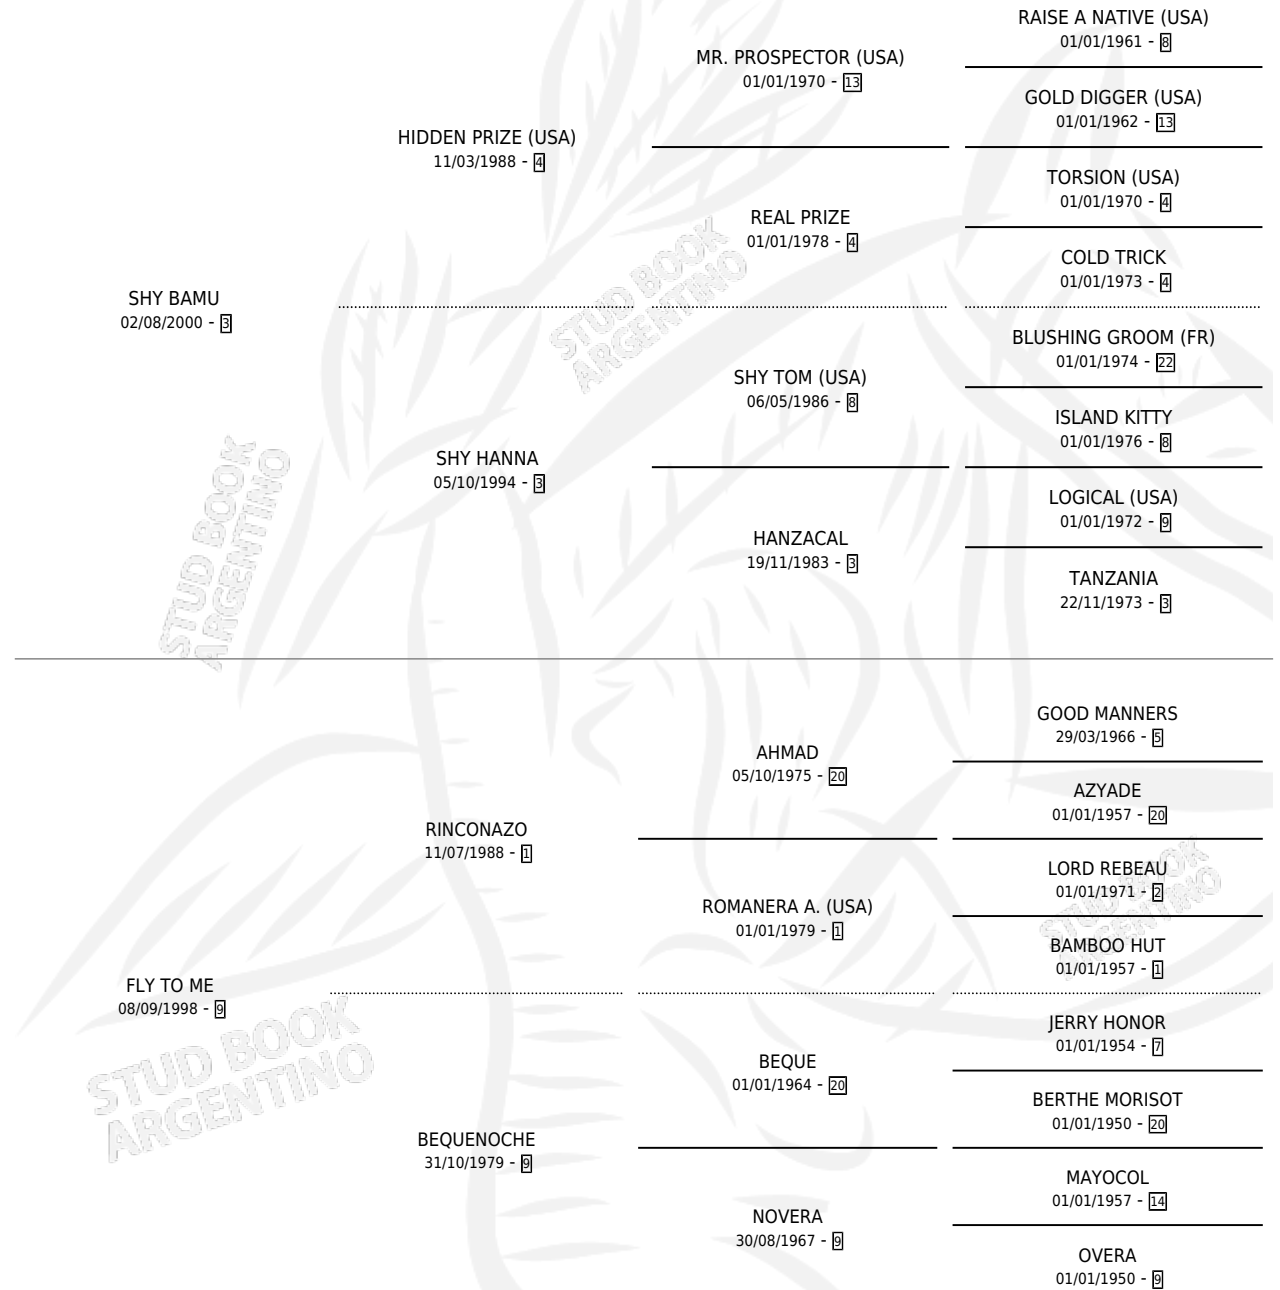 RAISE A NATIVE (USA)
01/01/1961 - 8
MR. PROSPECTOR (USA)
01/01/1970 - 13
GOLD DIGGER (USA)
01/01/1962 - 13
HIDDEN PRIZE (USA)
11/03/1988 - 4
TORSION (USA)
01/01/1970 - 4
REAL PRIZE
01/01/1978 - 4
COLD TRICK
01/01/1973 - 4
SHY BAMU
02/08/2000 - 3
BLUSHING GROOM (FR)
01/01/1974 - 22
SHY TOM (USA)
06/05/1986 - 8
ISLAND KITTY
01/01/1976 - 8
SHY HANNA
05/10/1994 - 3
LOGICAL (USA)
01/01/1972 - 9
HANZACAL
19/11/1983 - 3
TANZANIA
22/11/1973 - 3
GOOD MANNERS
29/03/1966 - 5
AHMAD
05/10/1975 - 20
AZYADE
01/01/1957 - 20
RINCONAZO
11/07/1988 - 1
LORD REBEAU
01/01/1971 - 2
ROMANERA A. (USA)
01/01/1979 - 1
BAMBOO HUT
01/01/1957 - 1
FLY TO ME
08/09/1998 - 9
JERRY HONOR
01/01/1954 - 7
BEQUE
01/01/1964 - 20
BERTHE MORISOT
01/01/1950 - 20
BEQUENOCHE
31/10/1979 - 9
MAYOCOL
01/01/1957 - 14
NOVERA
30/08/1967 - 9
OVERA
01/01/1950 - 9
STUD BOOK
ARGENTINO
STUD BOOK
ARGENTINO
STUD BOOK
ARGENTINO
STUD BOOK
ARGENTINO